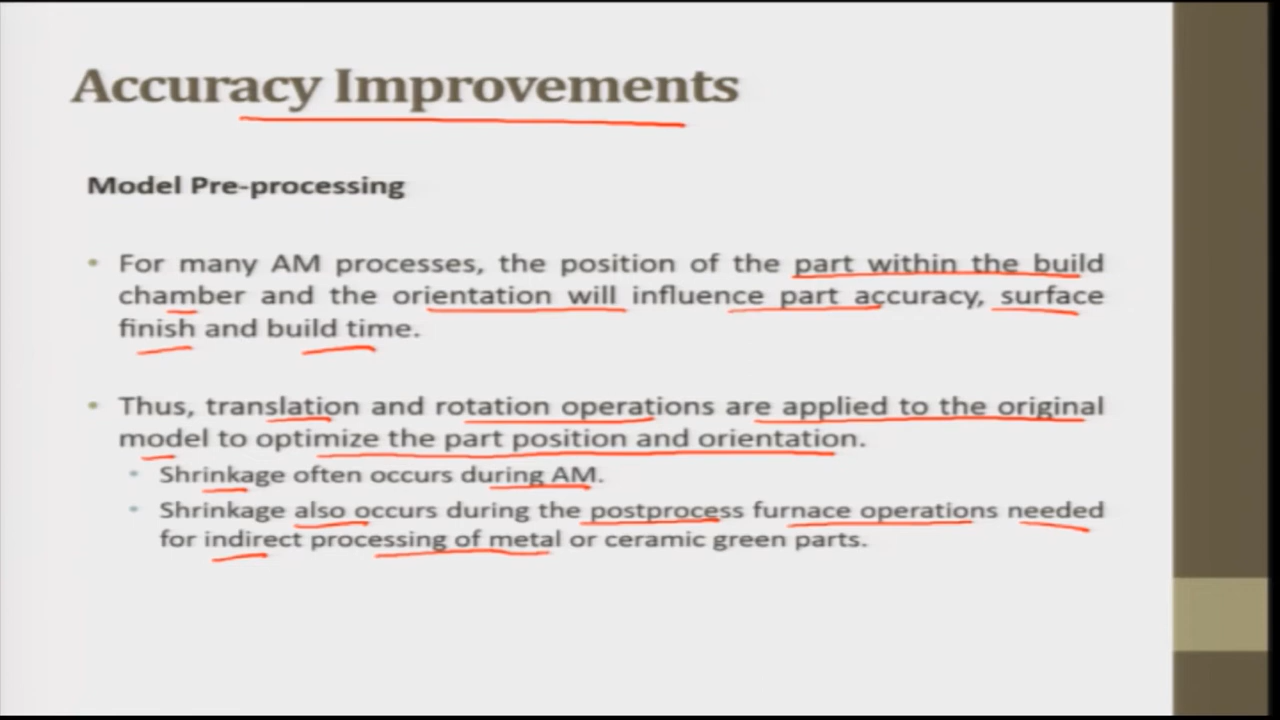 Accuracy Improvements
Model Pre-processing
• For many AM processes, the position of the part within the build
chamber and the orientation will influence part accuracy, surface
finish and build time.
• Thus, translation and rotation operations are applied to the original
model to optimize the part position and orientation.
• Shrinkage often occurs during AM.
• Shrinkage also occurs during the postprocess furnace operations needed
for indirect processing of metal or ceramic green parts.